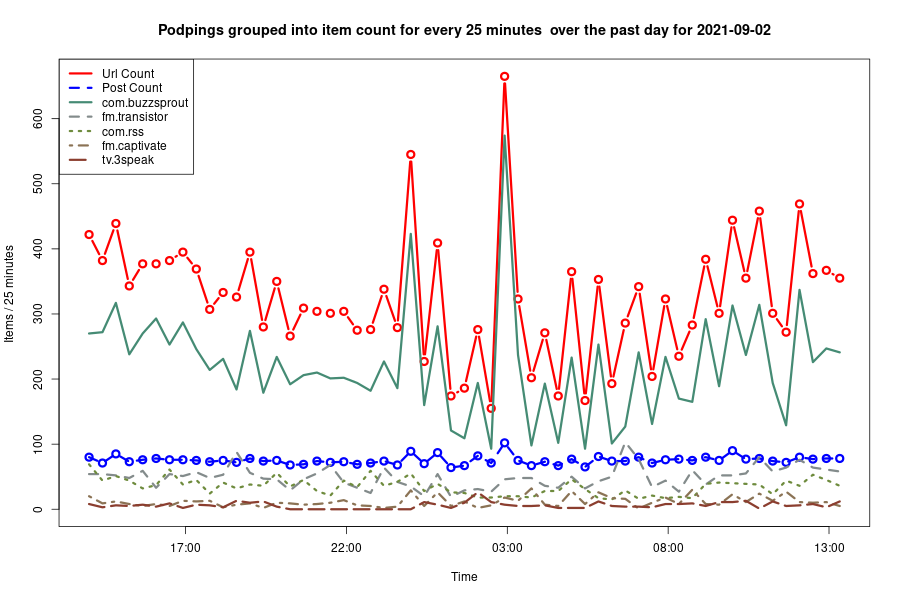 Podpings grouped into item count for every 25 minutes  over the past day for 2021-09-02
Url Count
Post Count
com.buzzsprout
fm.transistor
com.rss
fm.captivate
tv.3speak
Items / 25 minutes
600
500
400
300
200
100
0
17:00
22:00
03:00
08:00
13:00
Time